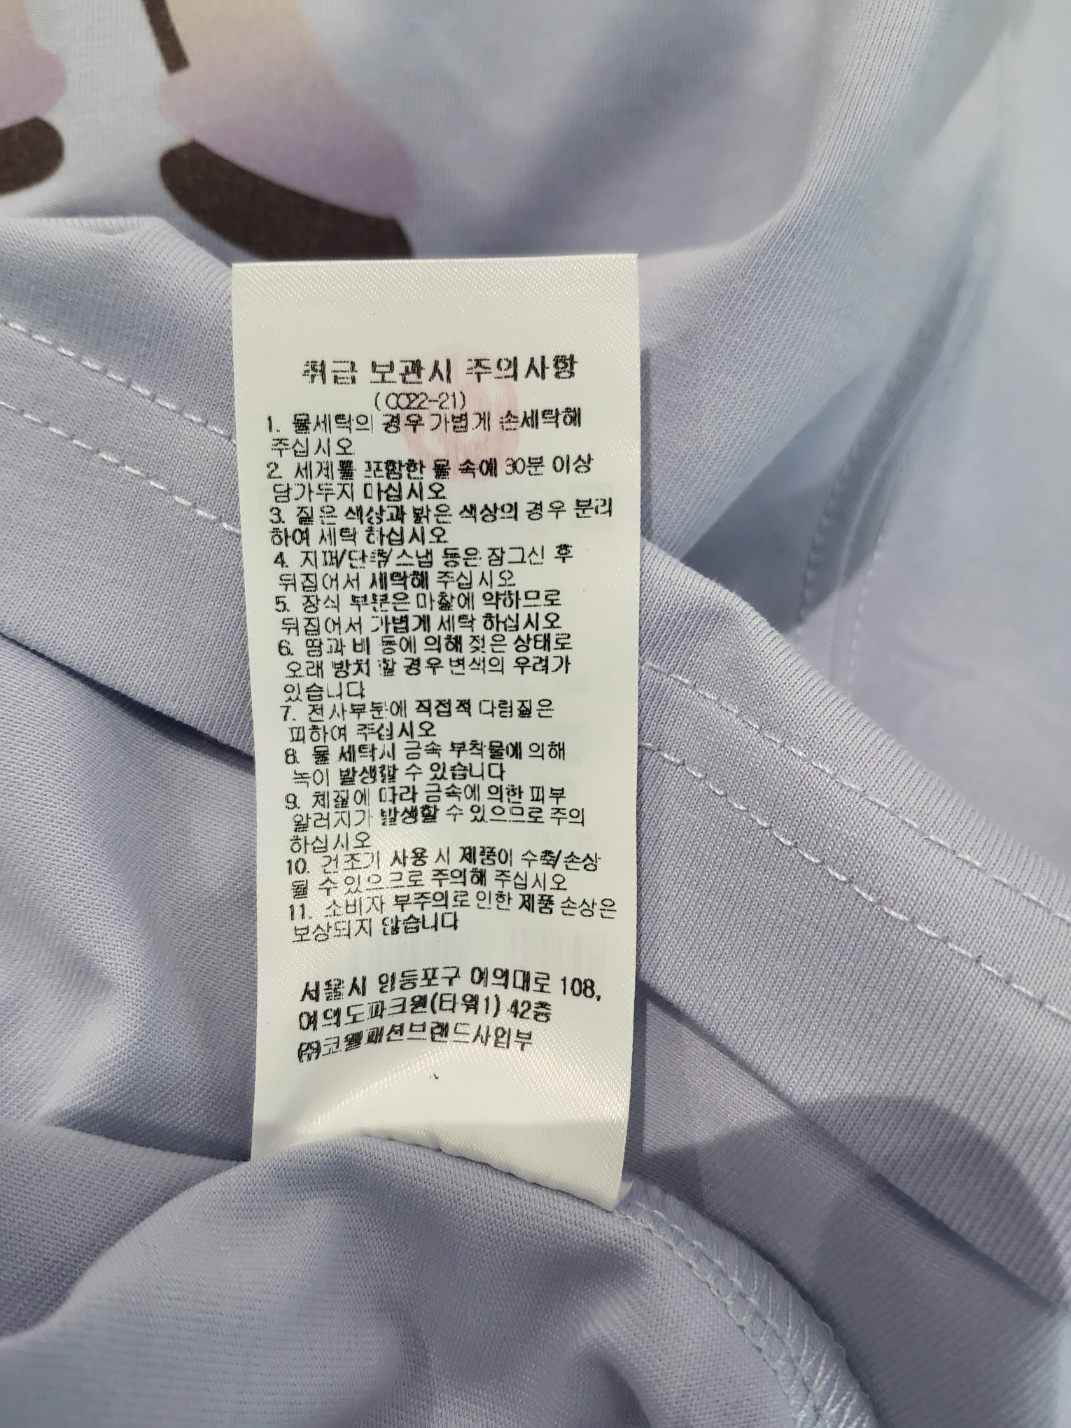 취급 보관시 주의사항
(CC22-21)
1. 물세탁의 경우 가볍게 손세탁해
주십시오
2. 세제를 포함한 물 속에 30분 이상
담가두지 마십시오
3. 짙은 색상과 밝은 색상의 경우 분리
하여 세탁 하십시오
4. 지퍼/단추/스냅 등은 잠그신 후
뒤집어서 세탁해 주십시오
5. 장식 부분은 마찰에 약하므로
뒤집어서 가볍게 세탁 하십시오
6. 땀과 비 등에 의해 젖은 상태로
오래 방치 할 경우 변색의 우려가
있습니다
7. 전사부분에 직접적 다림질은
피하여 주십시오
8. 물 세탁시 금속 부착물에 의해
녹이 발생할 수 있습니다
9. 체질에 따라 금속에 의한 피부
알러지가 발생할 수 있으므로 주의
하십시오
10. 건조기 사용 시 제품이 수축/손상
될 수 있으므로 주의해 주십시오
11. 소비자 부주의로 인한 제품 손상은
보상되지 않습니다
서울시 영등포구 여의대로 108,
여의도파크원(타워1) 42층
(주)코웰패션브랜드사업부